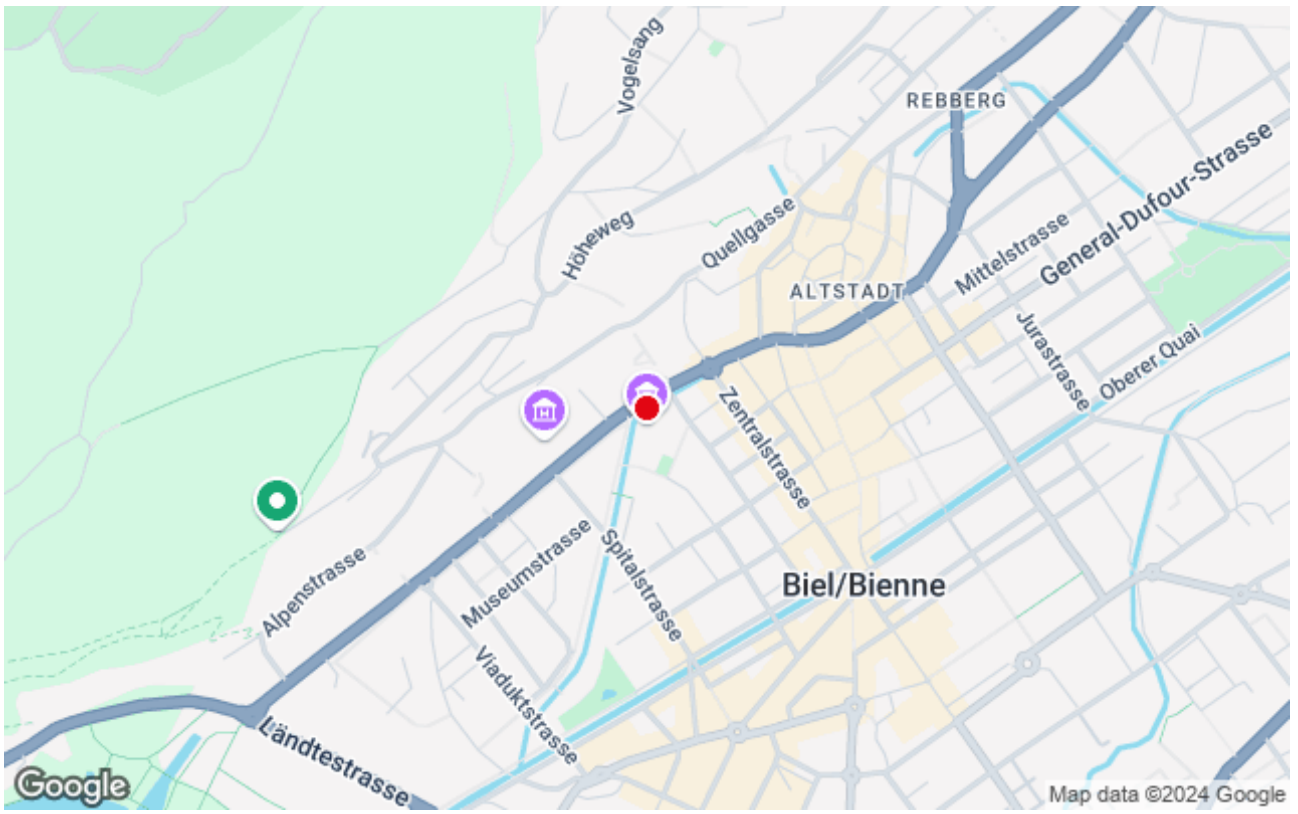 Vogelsang
REBBERG
General-Dufour-Strasse
Höheweg
Quellgasse
Mittelstrasse
ALTSTADT
Jurastrasse
Oberer Quai
Zentralstrasse
Museumstrasse
Spitalstrasse
Alpenstrasse
Biel/Bienne
Viaduktstrasse
Ländtestrasse
Google
Map data ©2024 Google